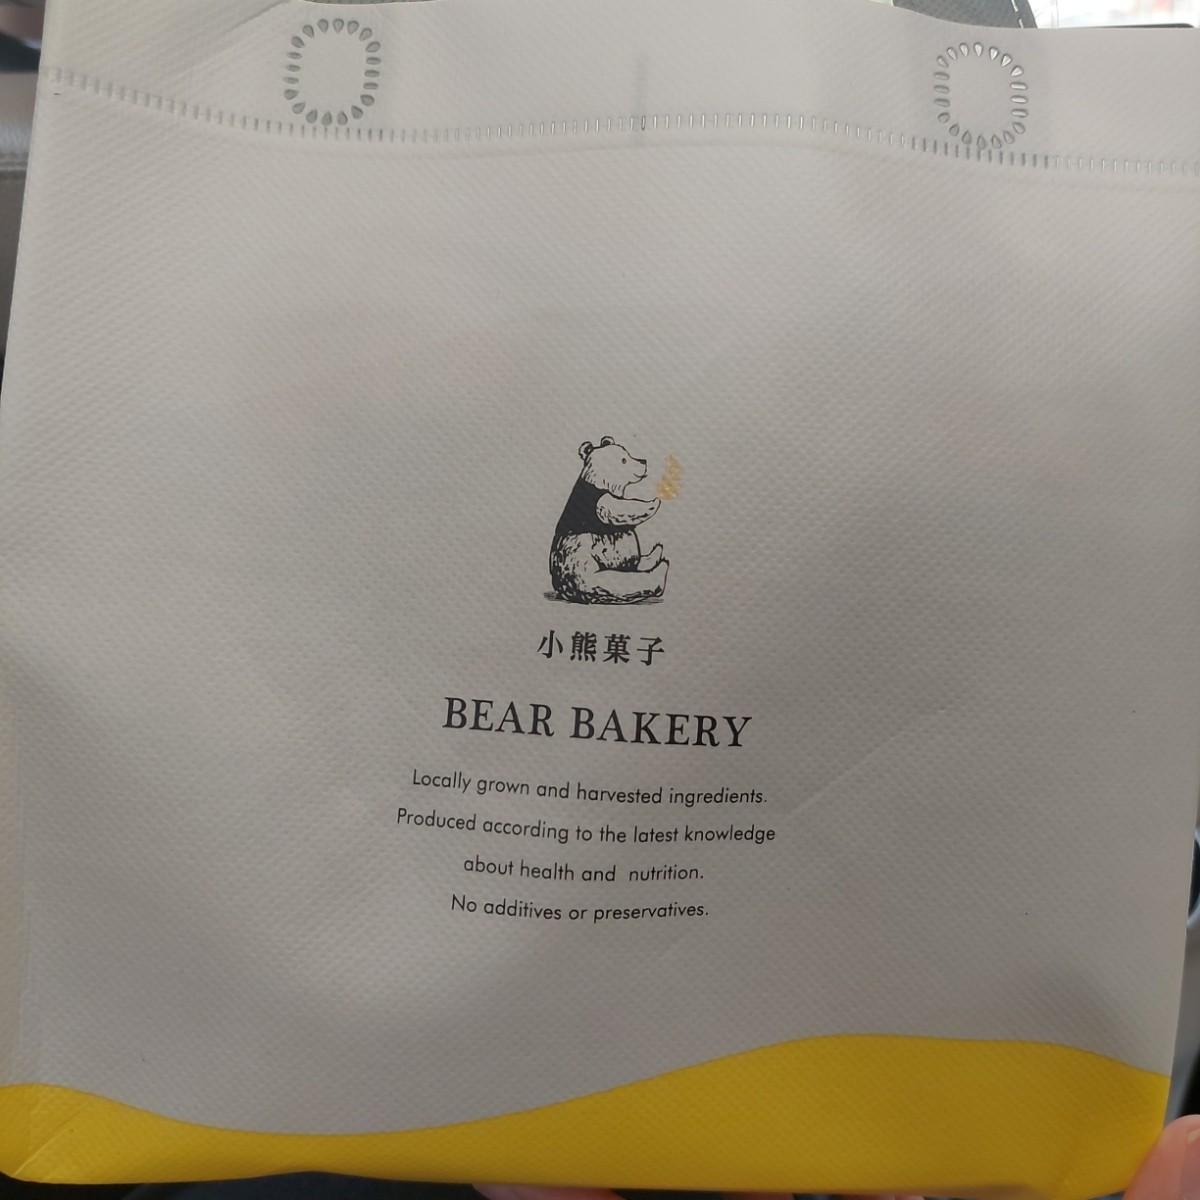 小熊菓子
BEAR BAKERY
Locally grown and harvested ingredients.
Produced according to the latest knowledge
about health and nutrition.
No additives or preservatives.